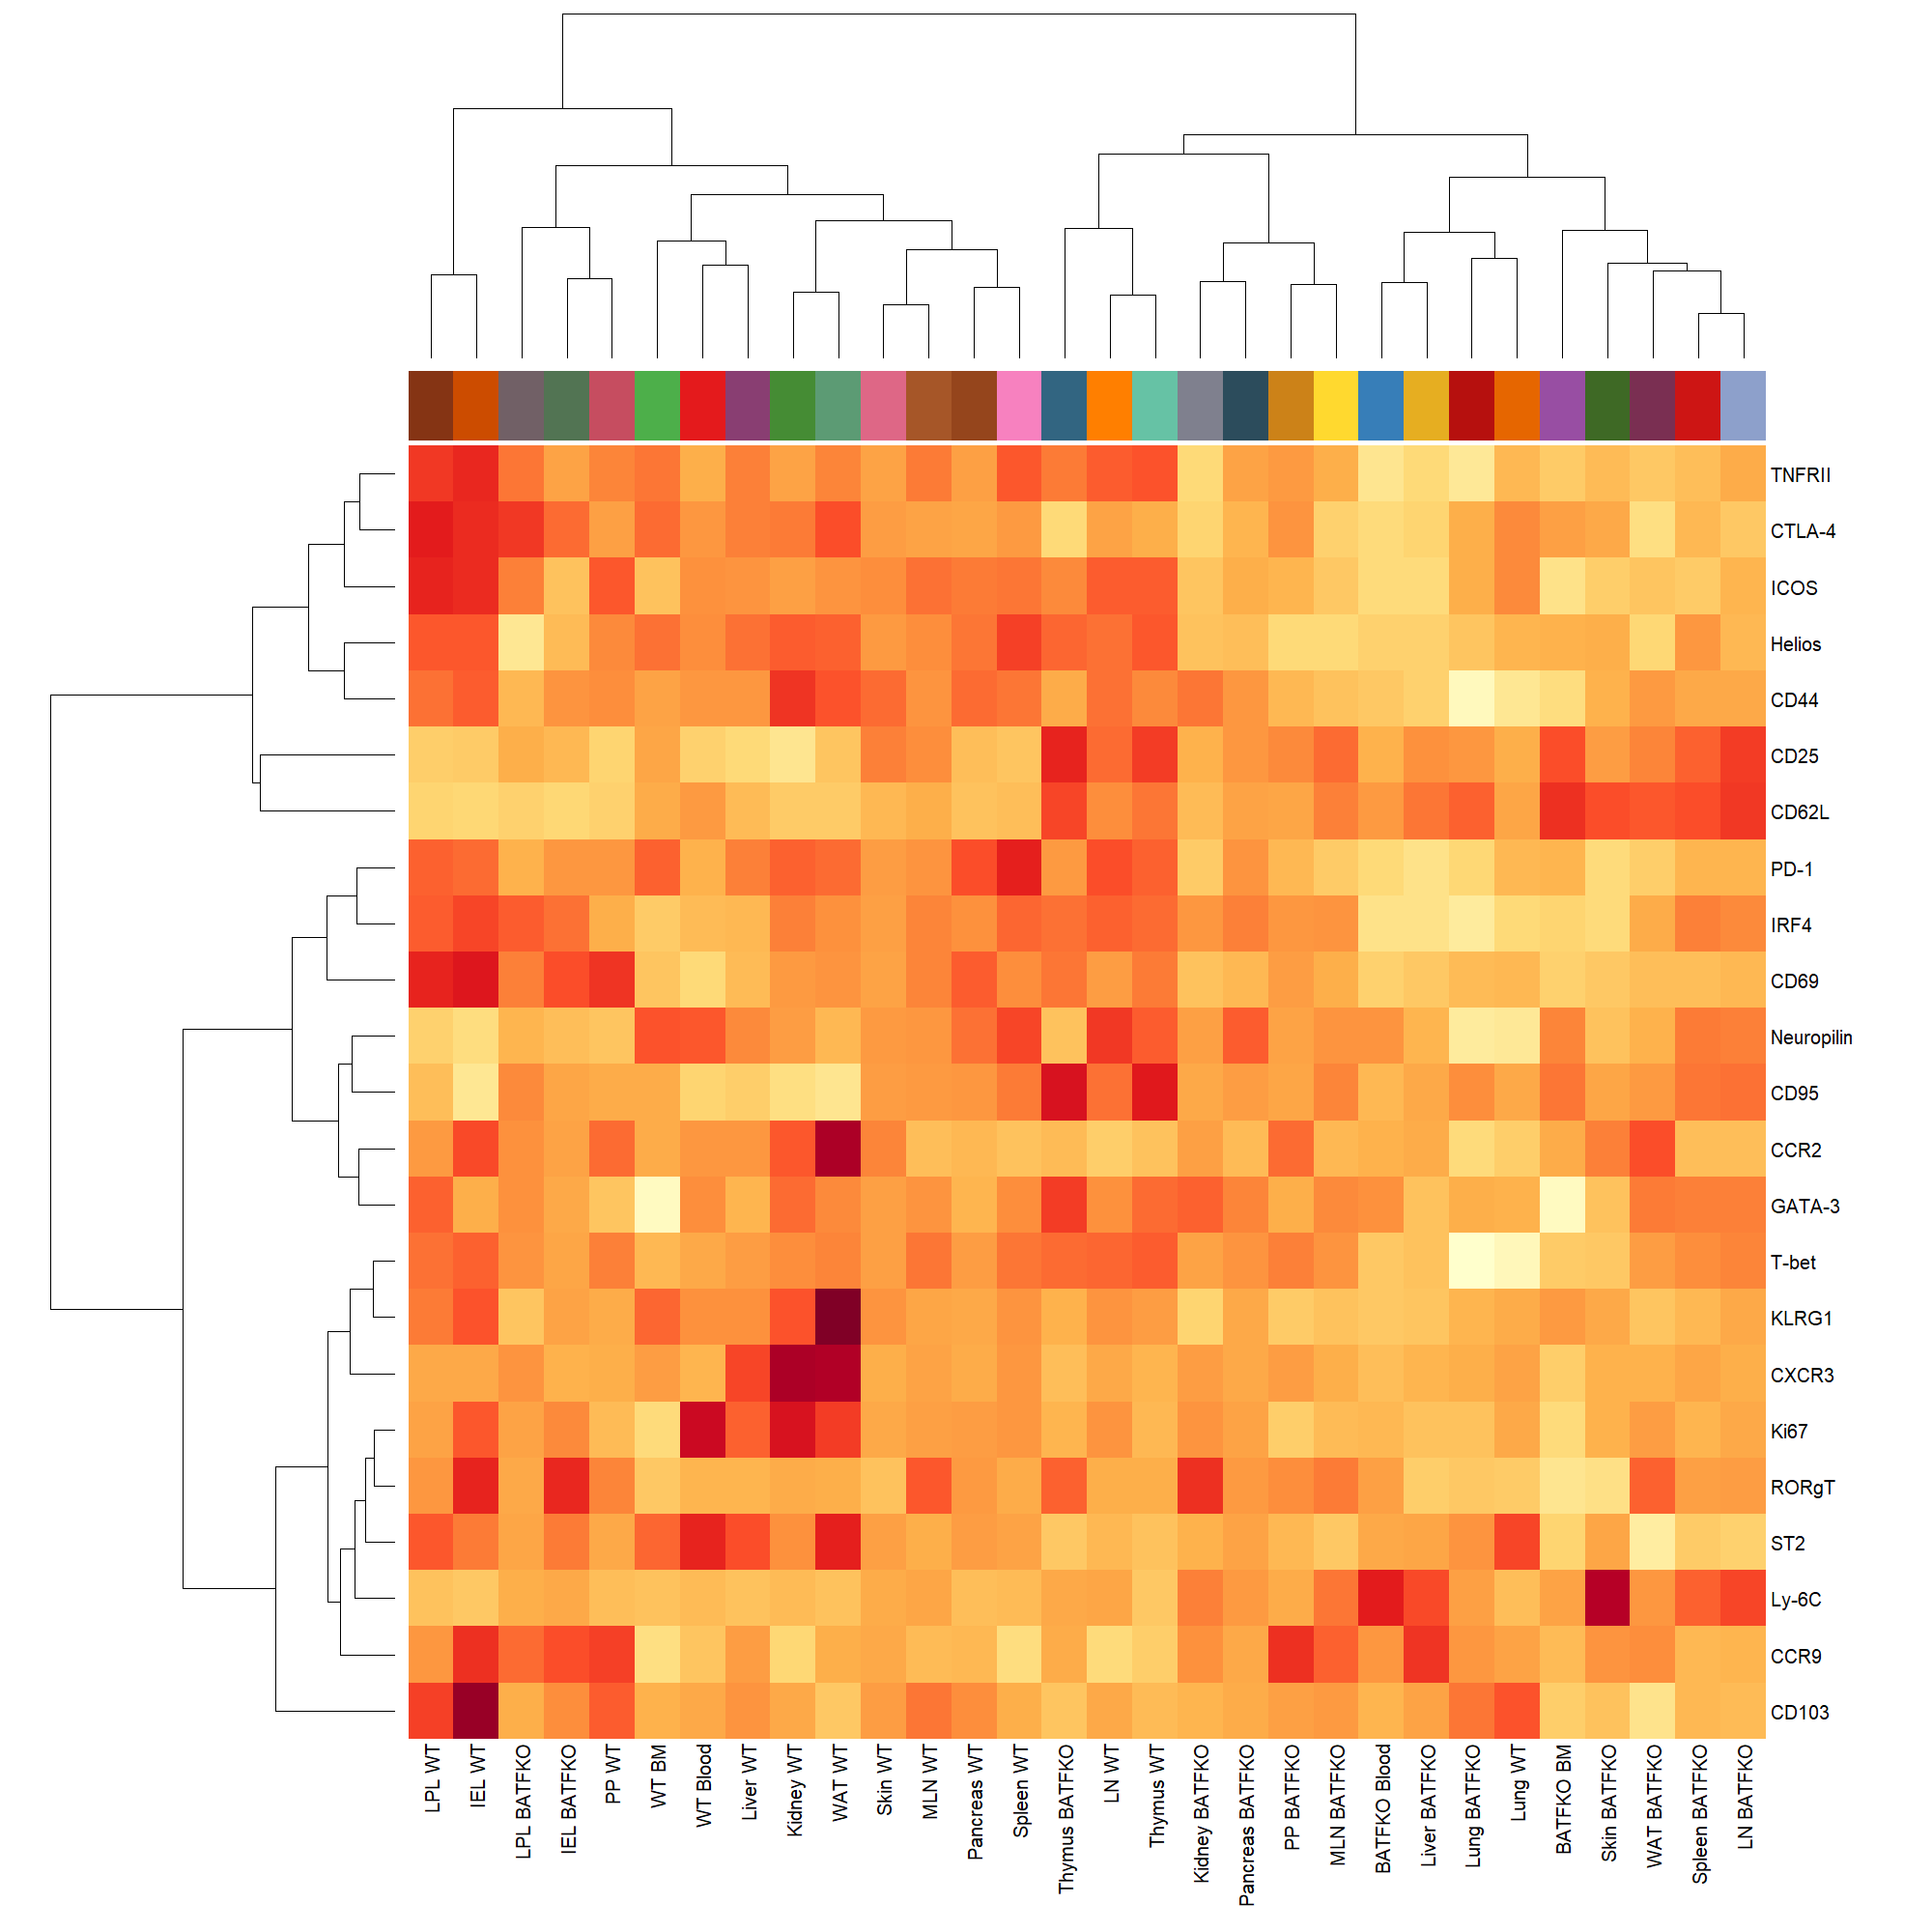 TNFRII
CTLA-4
ICOS
Helios
CD44
CD25
CD62L
PD-1
IRF4
CD69
Neuropilin
CD95
CCR2
GATA-3
T-bet
KLRG1
CXCR3
Ki67
RORgT
ST2
Ly-6C
CCR9
CD103
LPL WT
IEL WT
LPL BATFKO
IEL BATFKO
PP WT
WT BM
WT Blood
Liver WT
Kidney WT
WAT WT
Skin WT
MLN WT
Pancreas WT
Spleen WT
Thymus BATFKO
LN WT
Thymus WT
Kidney BATFKO
Pancreas BATFKO
PP BATFKO
MLN BATFKO
BATFKO Blood
Liver BATFKO
Lung BATFKO
Lung WT
BATFKO BM
Skin BATFKO
WAT BATFKO
Spleen BATFKO
LN BATFKO